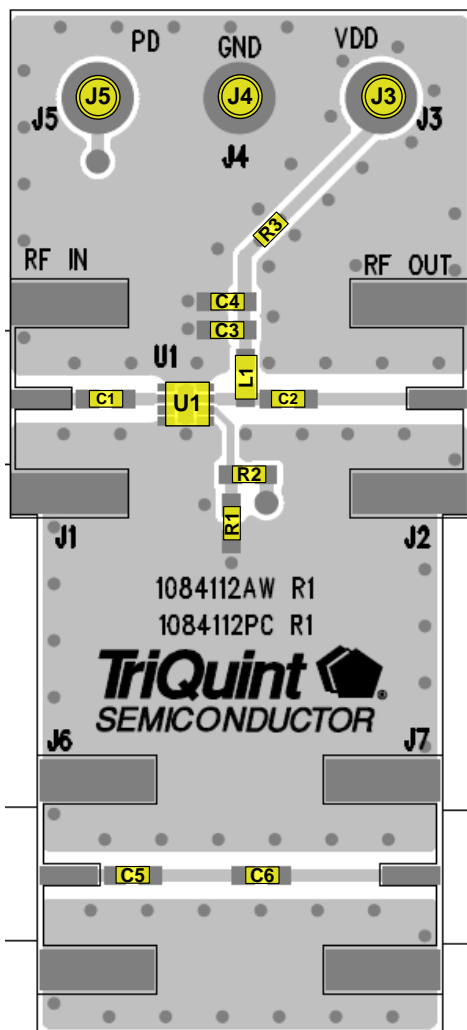 PD GND VDD
J5 J4 J3
J5 J4 J3
R3
RF IN RF OUT
C4
C3
U1 L1
C1 U1 C2
R2
R1
J1 J2
1084112AW R1
1084112PC R1
TriQuint
SEMICONDUCTOR
J6 J7
C5 C6